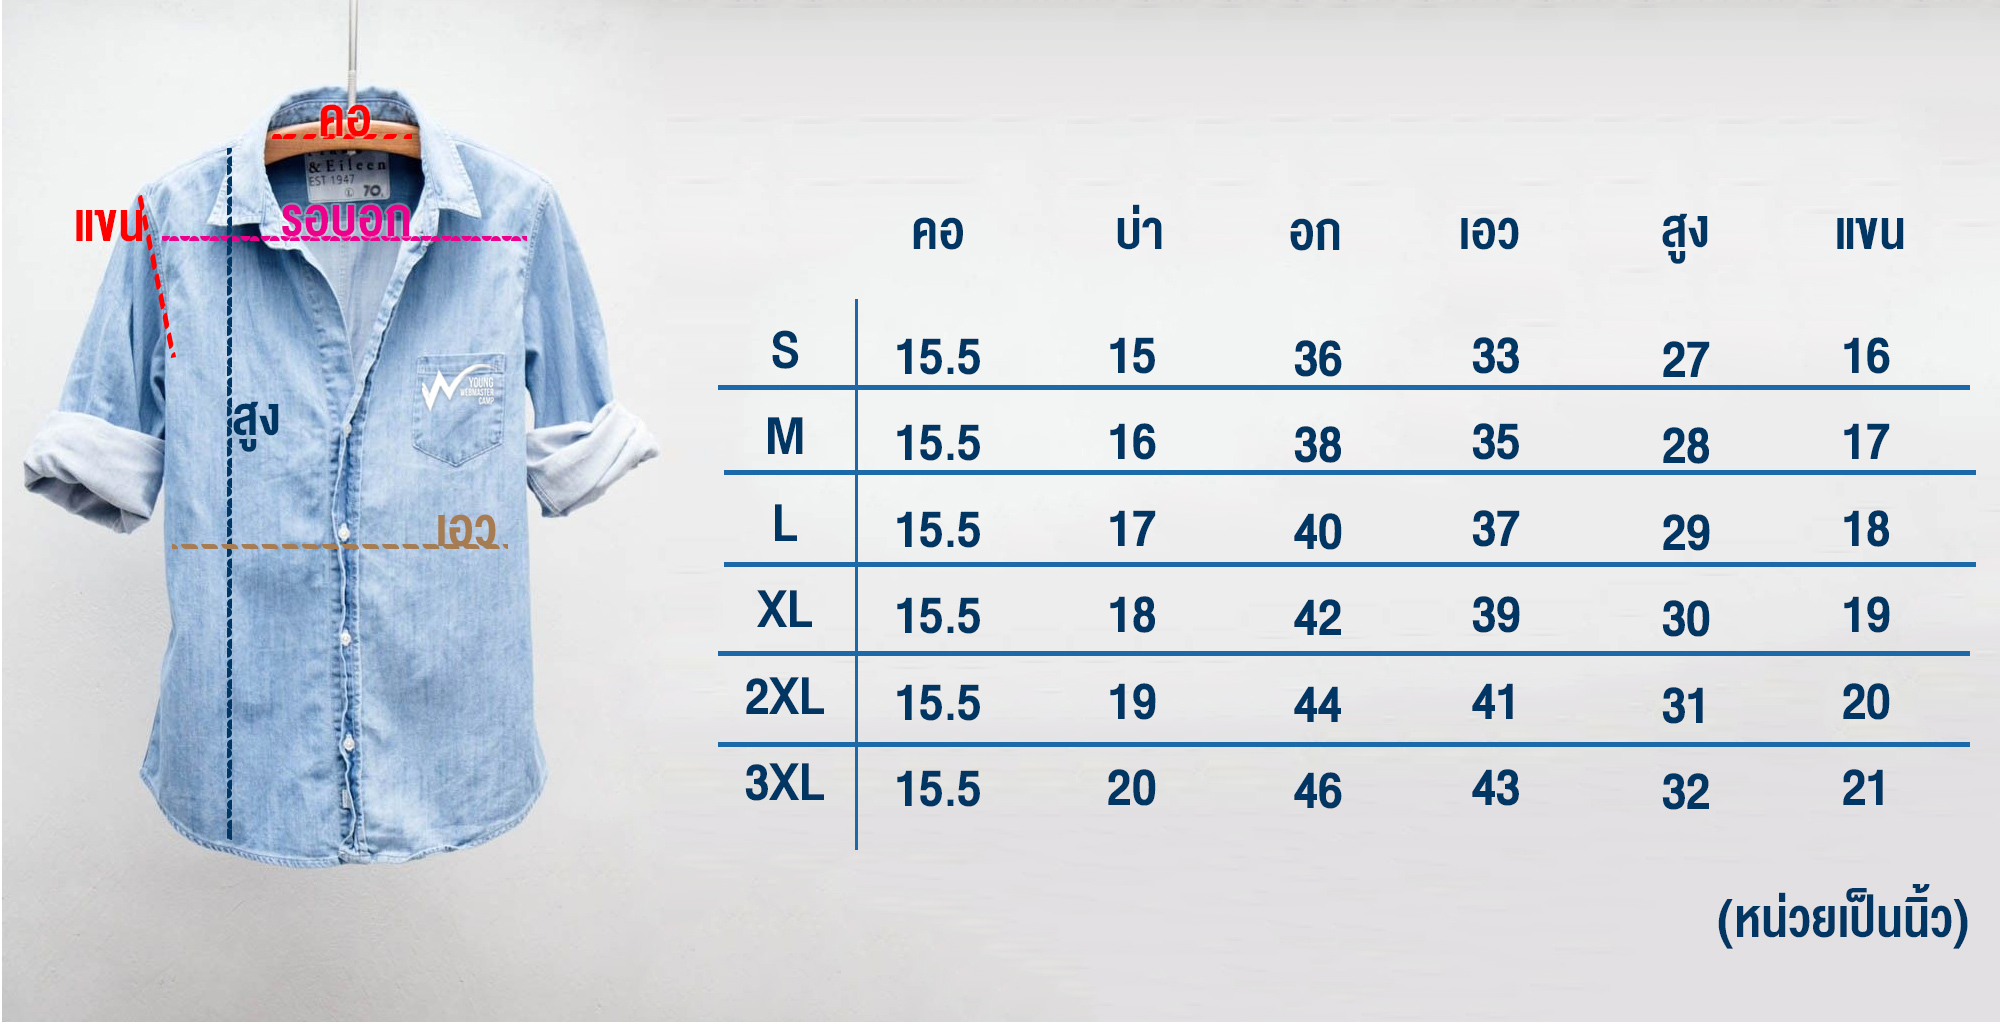 คอ
& Eileen
EST 1947
L 70.
แขน
รอบอก
YOUNG
WEBMASTER
CAMP
สูง
เอว
คอ บ่า อก เอว สูง แขน
S 15.5 15 36 33 27 16
M 15.5 16 38 35 28 17
L 15.5 17 40 37 29 18
XL 15.5 18 42 39 30 19
2XL 15.5 19 44 41 31 20
3XL 15.5 20 46 43 32 21
(หน่วยเป็นนิ้ว)